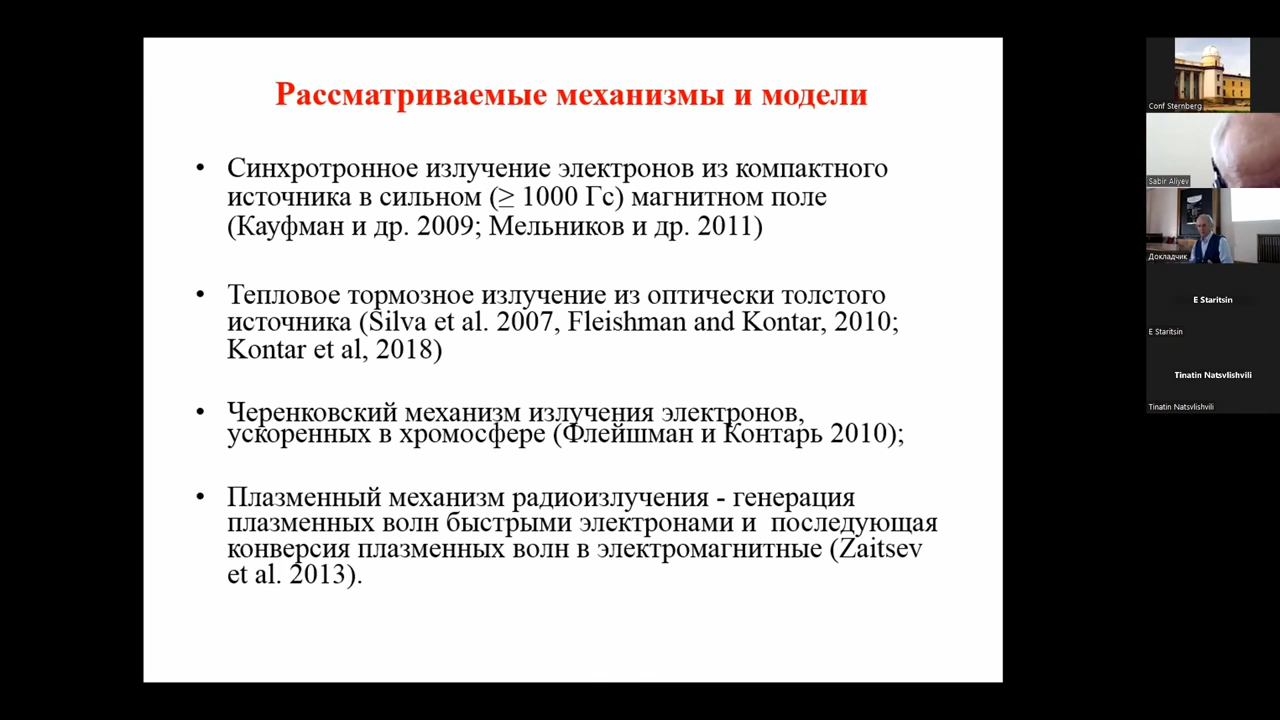 Рассматриваемые механизмы и модели
• Синхротронное излучение электронов из компактного
источника в сильном (≥ 1000 Гс) магнитном поле
(Кауфман и др. 2009; Мельников и др. 2011)
• Тепловое тормозное излучение из оптически толстого
источника (Silva et al. 2007, Fleishman and Kontar, 2010;
Kontar et al, 2018)
• Черенковский механизм излучения электронов,
ускоренных в хромосфере (Флейшман и Контарь 2010);
• Плазменный механизм радиоизлучения - генерация
плазменных волн быстрыми электронами и последующая
конверсия плазменных волн в электромагнитные (Zaitsev
et al. 2013).
Conf Sternberg
Sabir Aliyev
Докладчик
E Staritsin
E Staritsin
Tinatin Natsvlishvili
Tinatin Natsvlishvili